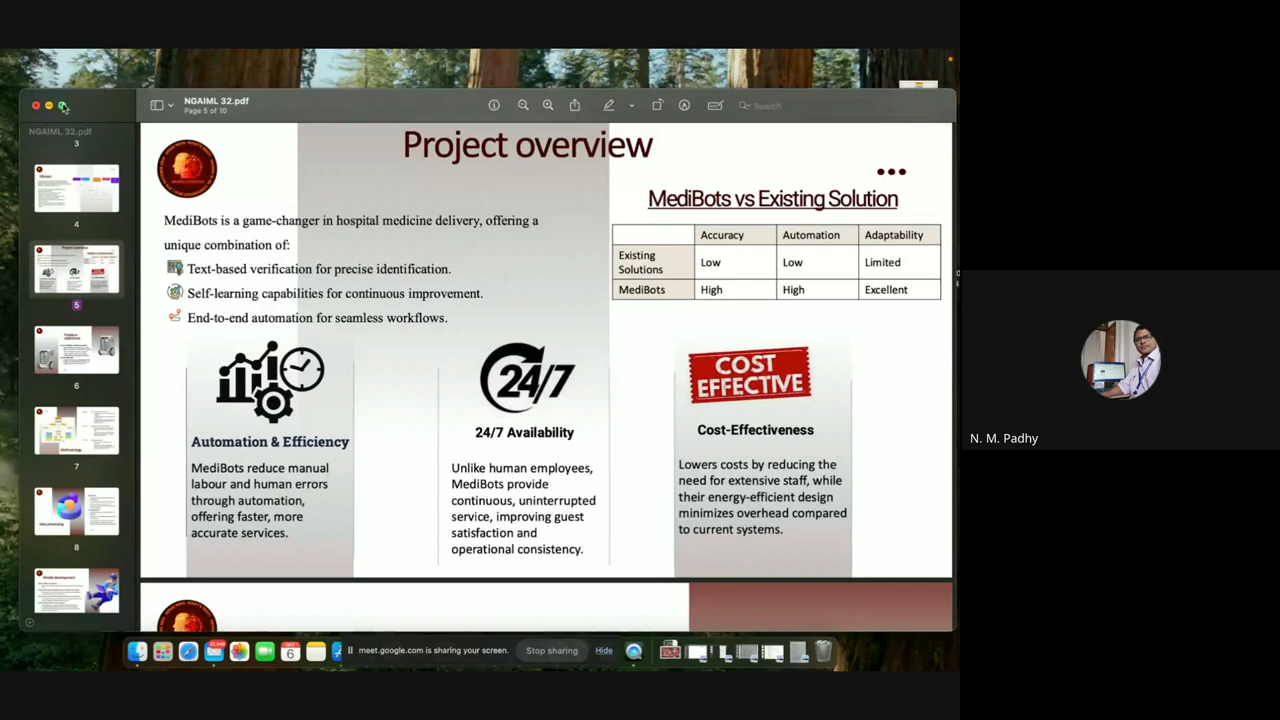 NGAIML 32.pdf
Page 5 of 10
Search
NGAIML 32.pdf
3
4
5
6
7
8
Project overview
MediBots is a game-changer in hospital medicine delivery, offering a
unique combination of:
Text-based verification for precise identification.
Self-learning capabilities for continuous improvement.
End-to-end automation for seamless workflows.
MediBots vs Existing Solution
Accuracy Automation Adaptability
Existing
Solutions Low Low Limited
MediBots High High Excellent
Automation & Efficiency
MediBots reduce manual
labour and human errors
through automation,
offering faster, more
accurate services.
24/7
24/7 Availability
Unlike human employees,
MediBots provide
continuous, uninterrupted
service, improving guest
satisfaction and
operational consistency.
COST
EFFECTIVE
Cost-Effectiveness
Lowers costs by reducing the
need for extensive staff, while
their energy-efficient design
minimizes overhead compared
to current systems.
6
meet.google.com is sharing your screen.
Stop sharing
Hide
N. M. Padhy